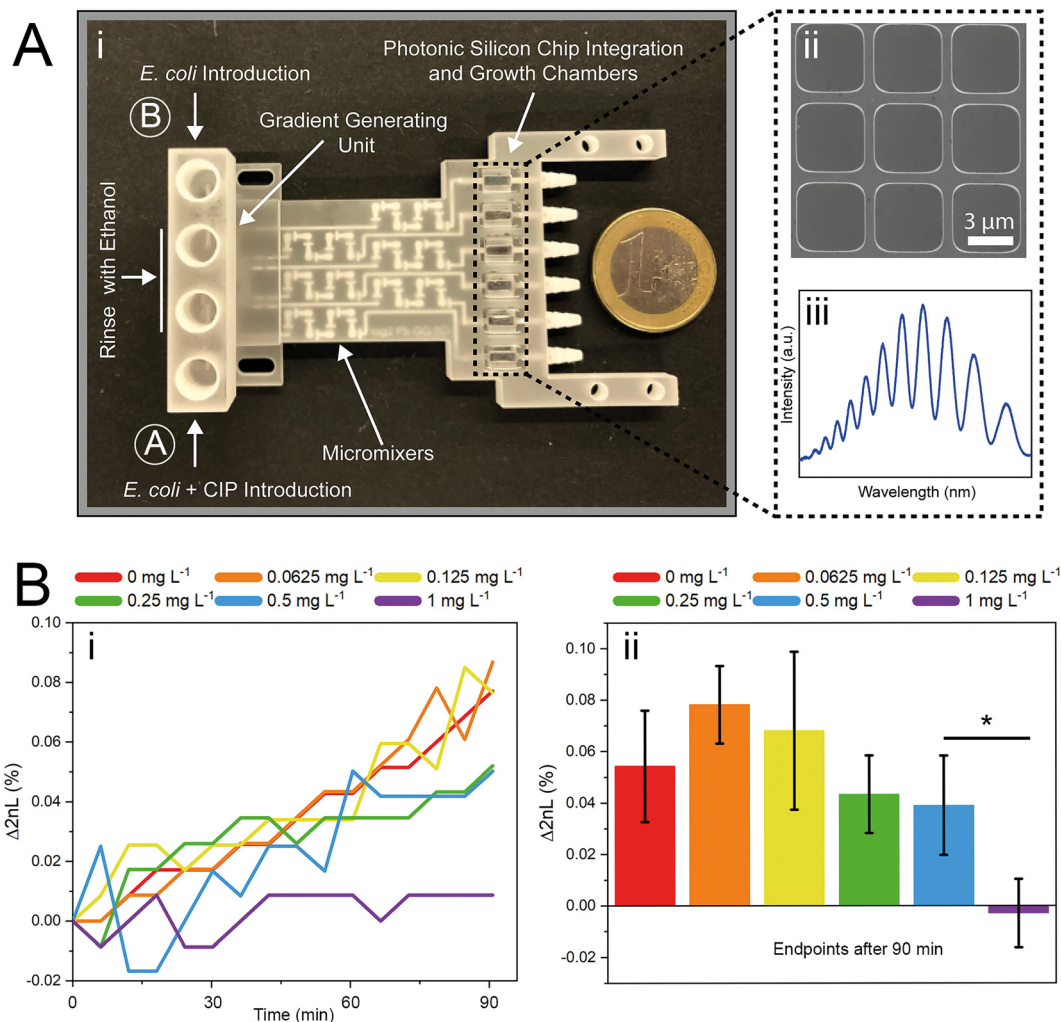 A
i
Photonic Silicon Chip Integration
and Growth Chambers
E. coli Introduction
B
Gradient Generating
Unit
Rinse with Ethanol
A
Micromixers
E. coli + CIP Introduction
ii
3 μm
iii
Intensity (a.u.)
Wavelength (nm)
B
0 mg L⁻¹ 0.0625 mg L⁻¹ 0.125 mg L⁻¹
0.25 mg L⁻¹ 0.5 mg L⁻¹ 1 mg L⁻¹
i
Δ2nL (%)
0.10
0.08
0.06
0.04
0.02
0.00
-0.02
0 30 60 90
Time (min)
0 mg L⁻¹ 0.0625 mg L⁻¹ 0.125 mg L⁻¹
0.25 mg L⁻¹ 0.5 mg L⁻¹ 1 mg L⁻¹
ii
Δ2nL (%)
0.10
0.08
0.06
0.04
0.02
0.00
-0.02
*
Endpoints after 90 min